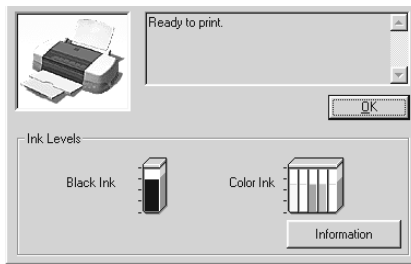 Ready to print.
OK
Ink Levels
Black Ink
Color Ink
Information